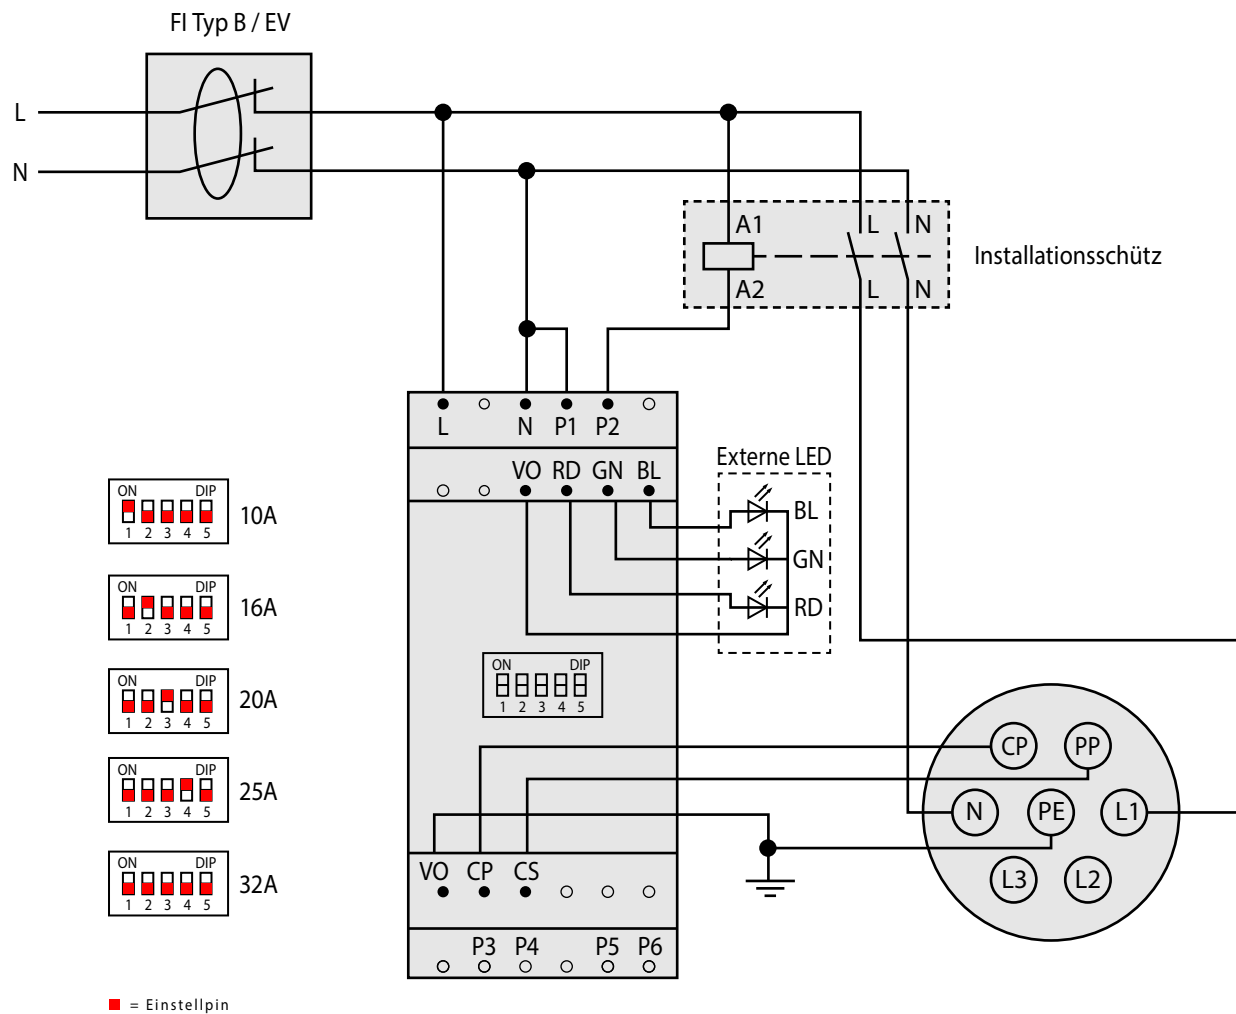 FI Typ B / EV
L
N
A1
L
N
Installationsschütz
A2
L
N
L
N
P1
P2
VO
RD
GN
BL
Externe LED
BL
GN
RD
ON DIP
1 2 3 4 5
10A
ON DIP
1 2 3 4 5
16A
ON DIP
1 2 3 4 5
20A
ON DIP
1 2 3 4 5
25A
ON DIP
1 2 3 4 5
32A
ON DIP
1 2 3 4 5
CP
PP
N
PE
L1
L3
L2
VO
CP
CS
P3
P4
P5
P6
= Einstellpin